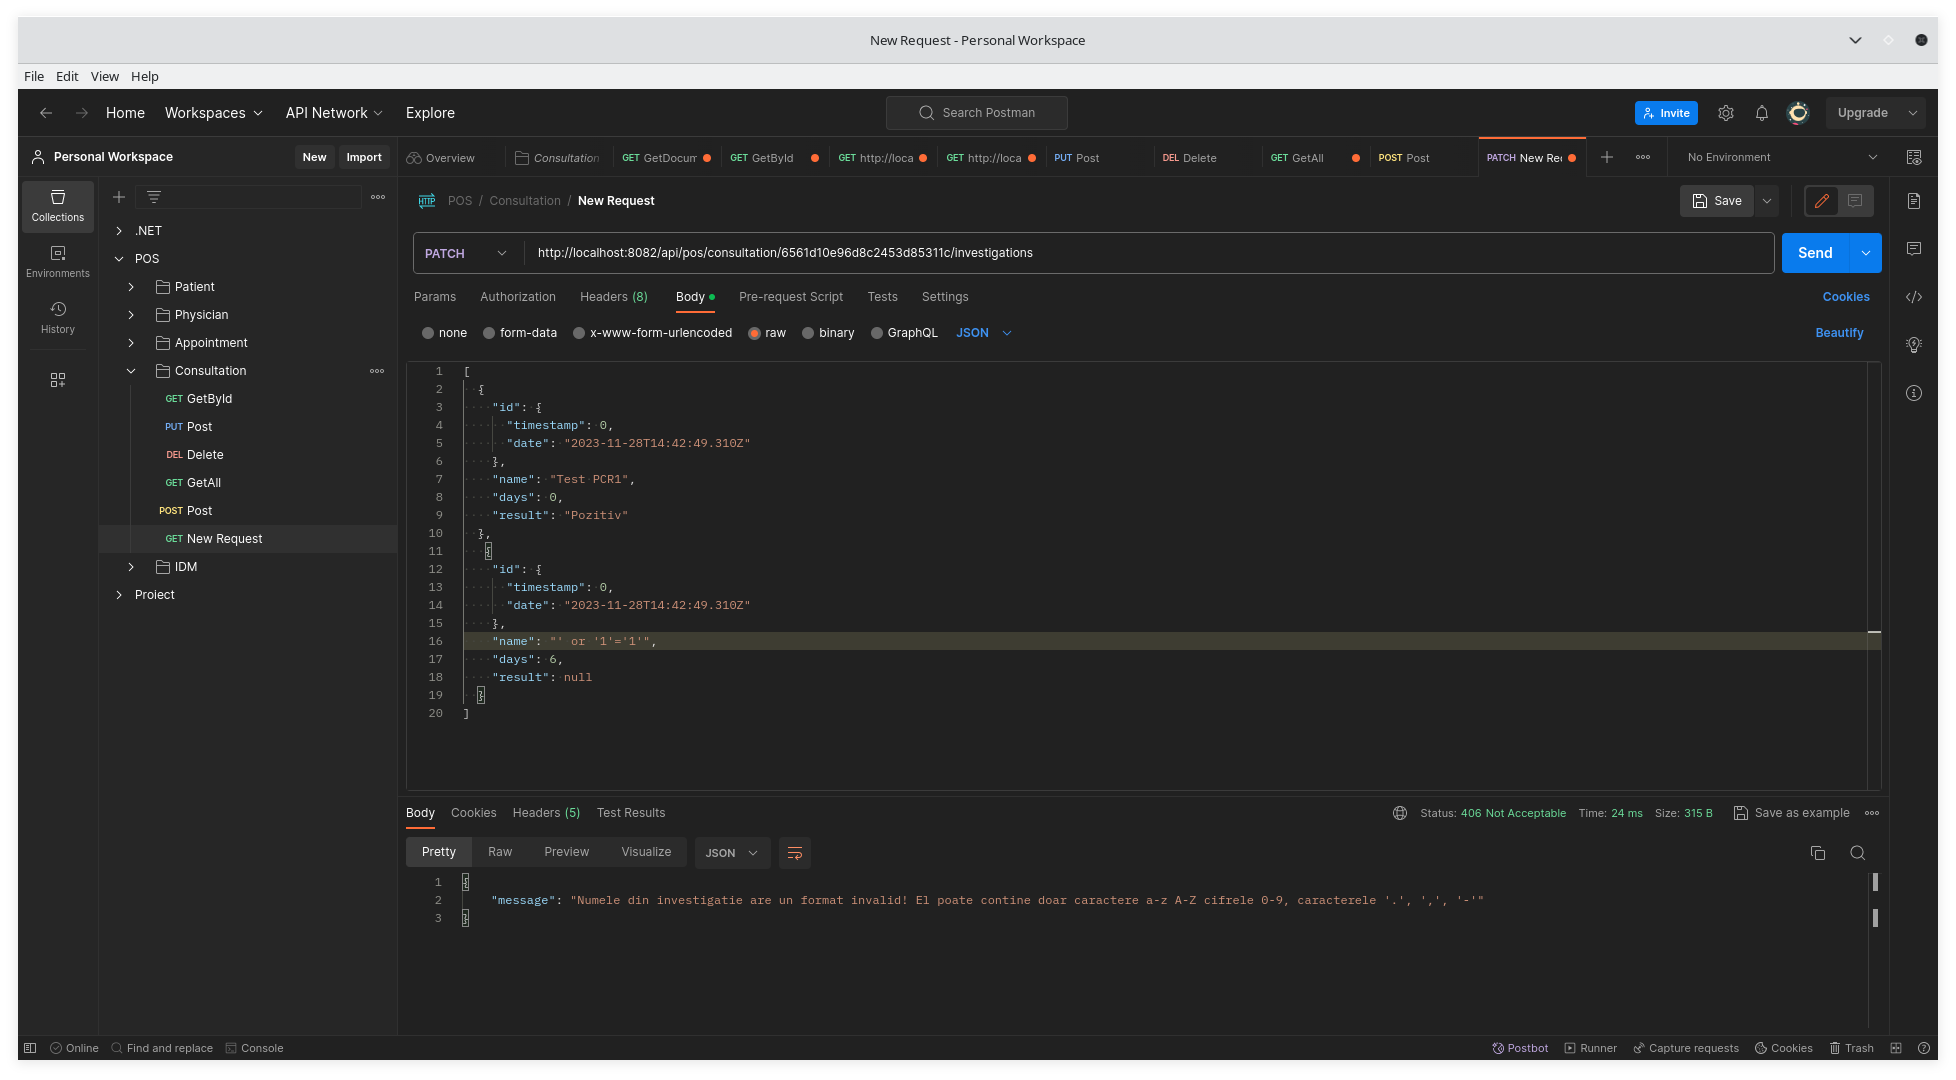 New Request - Personal Workspace
File Edit View Help
Home Workspaces API Network Explore
Search Postman
Invite
Upgrade
Personal Workspace
New Import
Overview
Consultation
GET GetDocum
GET GetById
GET http://loca
GET http://loca
PUT Post
DEL Delete
GET GetAll
POST Post
PATCH New Rec
No Environment
Collections
Environments
History
.NET
POS
Patient
Physician
Appointment
Consultation
GET GetById
PUT Post
DEL Delete
GET GetAll
POST Post
GET New Request
IDM
Proiect
HTTP POS / Consultation / New Request
Save
PATCH http://localhost:8082/api/pos/consultation/6561d10e96d8c2453d85311c/investigations
Send
Params Authorization Headers (8) Body Pre-request Script Tests Settings
Cookies
none form-data x-www-form-urlencoded raw binary GraphQL JSON
Beautify
1 [
2 {
3 "id": {
4 "timestamp": 0,
5 "date": "2023-11-28T14:42:49.310Z"
6 },
7 "name": "Test PCR1",
8 "days": 0,
9 "result": "Pozitiv"
10 },
11 {
12 "id": {
13 "timestamp": 0,
14 "date": "2023-11-28T14:42:49.310Z"
15 },
16 "name": "' or '1'='1'",
17 "days": 6,
18 "result": null
19 }
20 ]
Body Cookies Headers (5) Test Results
Status: 406 Not Acceptable Time: 24 ms Size: 315 B Save as example
Pretty Raw Preview Visualize JSON
1 {
2 "message": "Numele din investigatie are un format invalid! El poate contine doar caractere a-z A-Z cifrele 0-9, caracterele '.', ',', '-'"
3 }
Online Find and replace Console
Postbot Runner Capture requests Cookies Trash